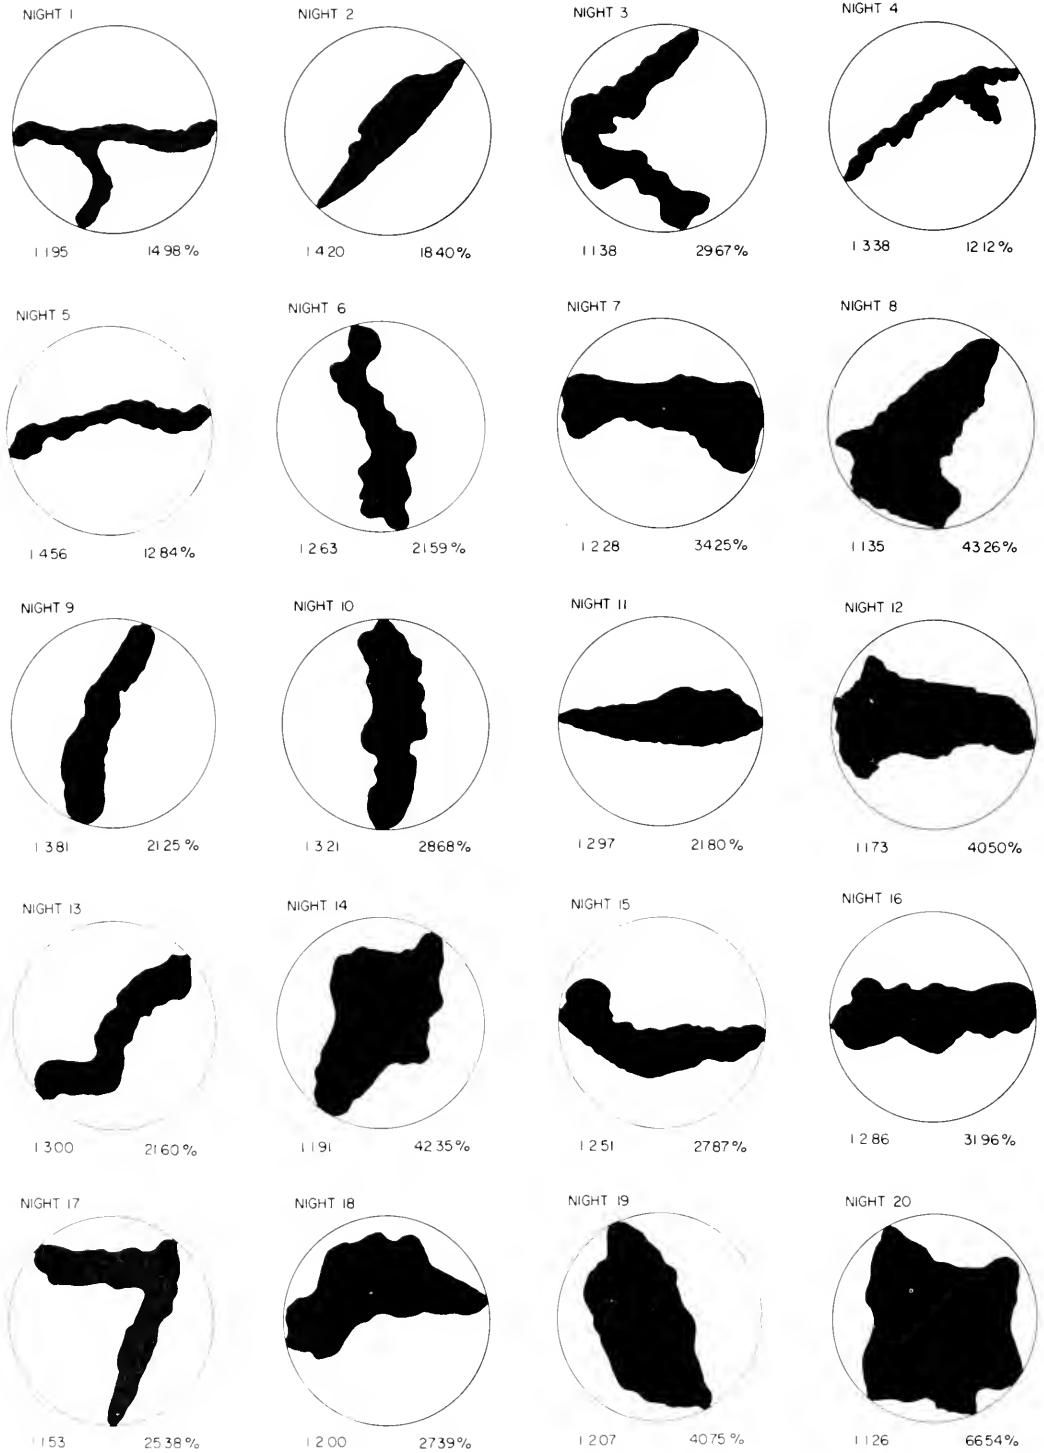 NIGHT 1 NIGHT 2 NIGHT 3 NIGHT 4
1 195 14 98% 1 420 18 40% 1 138 29 67% 1 338 12 12%
NIGHT 5 NIGHT 6 NIGHT 7 NIGHT 8
1 456 12 84% 1 263 21 59% 1 228 34 25% 1 135 43 26%
NIGHT 9 NIGHT 10 NIGHT 11 NIGHT 12
1 381 21 25% 1 321 28 68% 1 297 21 80% 1 173 40 50%
NIGHT 13 NIGHT 14 NIGHT 15 NIGHT 16
1 300 21 60% 1 191 42 35% 1 251 27 87% 1 286 31 96%
NIGHT 17 NIGHT 18 NIGHT 19 NIGHT 20
1 153 25 38% 1 200 27 39% 1 207 40 75% 1 126 66 54%